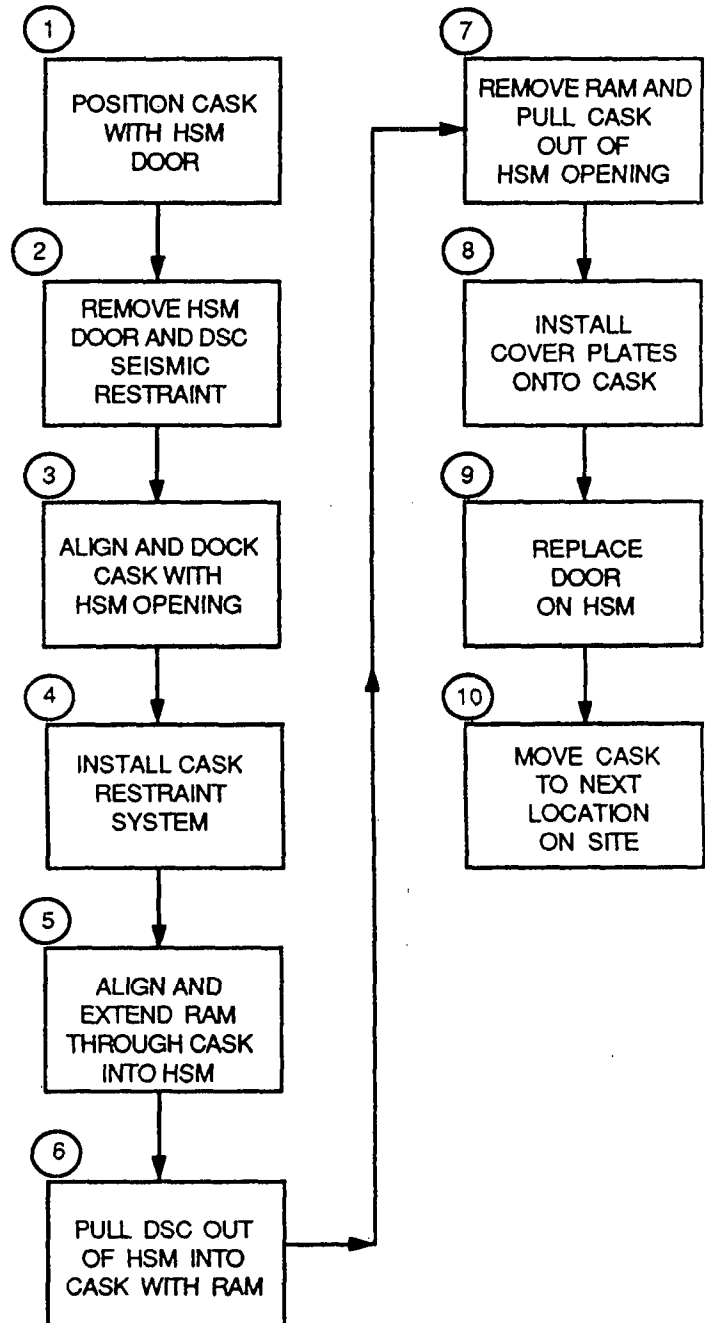 1
POSITION CASK
WITH HSM
DOOR
2
REMOVE HSM
DOOR AND DSC
SEISMIC
RESTRAINT
3
ALIGN AND DOCK
CASK WITH
HSM OPENING
4
INSTALL CASK
RESTRAINT
SYSTEM
5
ALIGN AND
EXTEND RAM
THROUGH CASK
INTO HSM
6
PULL DSC OUT
OF HSM INTO
CASK WITH RAM
7
REMOVE RAM AND
PULL CASK
OUT OF
HSM OPENING
8
INSTALL
COVER PLATES
ONTO CASK
9
REPLACE
DOOR
ON HSM
10
MOVE CASK
TO NEXT
LOCATION
ON SITE